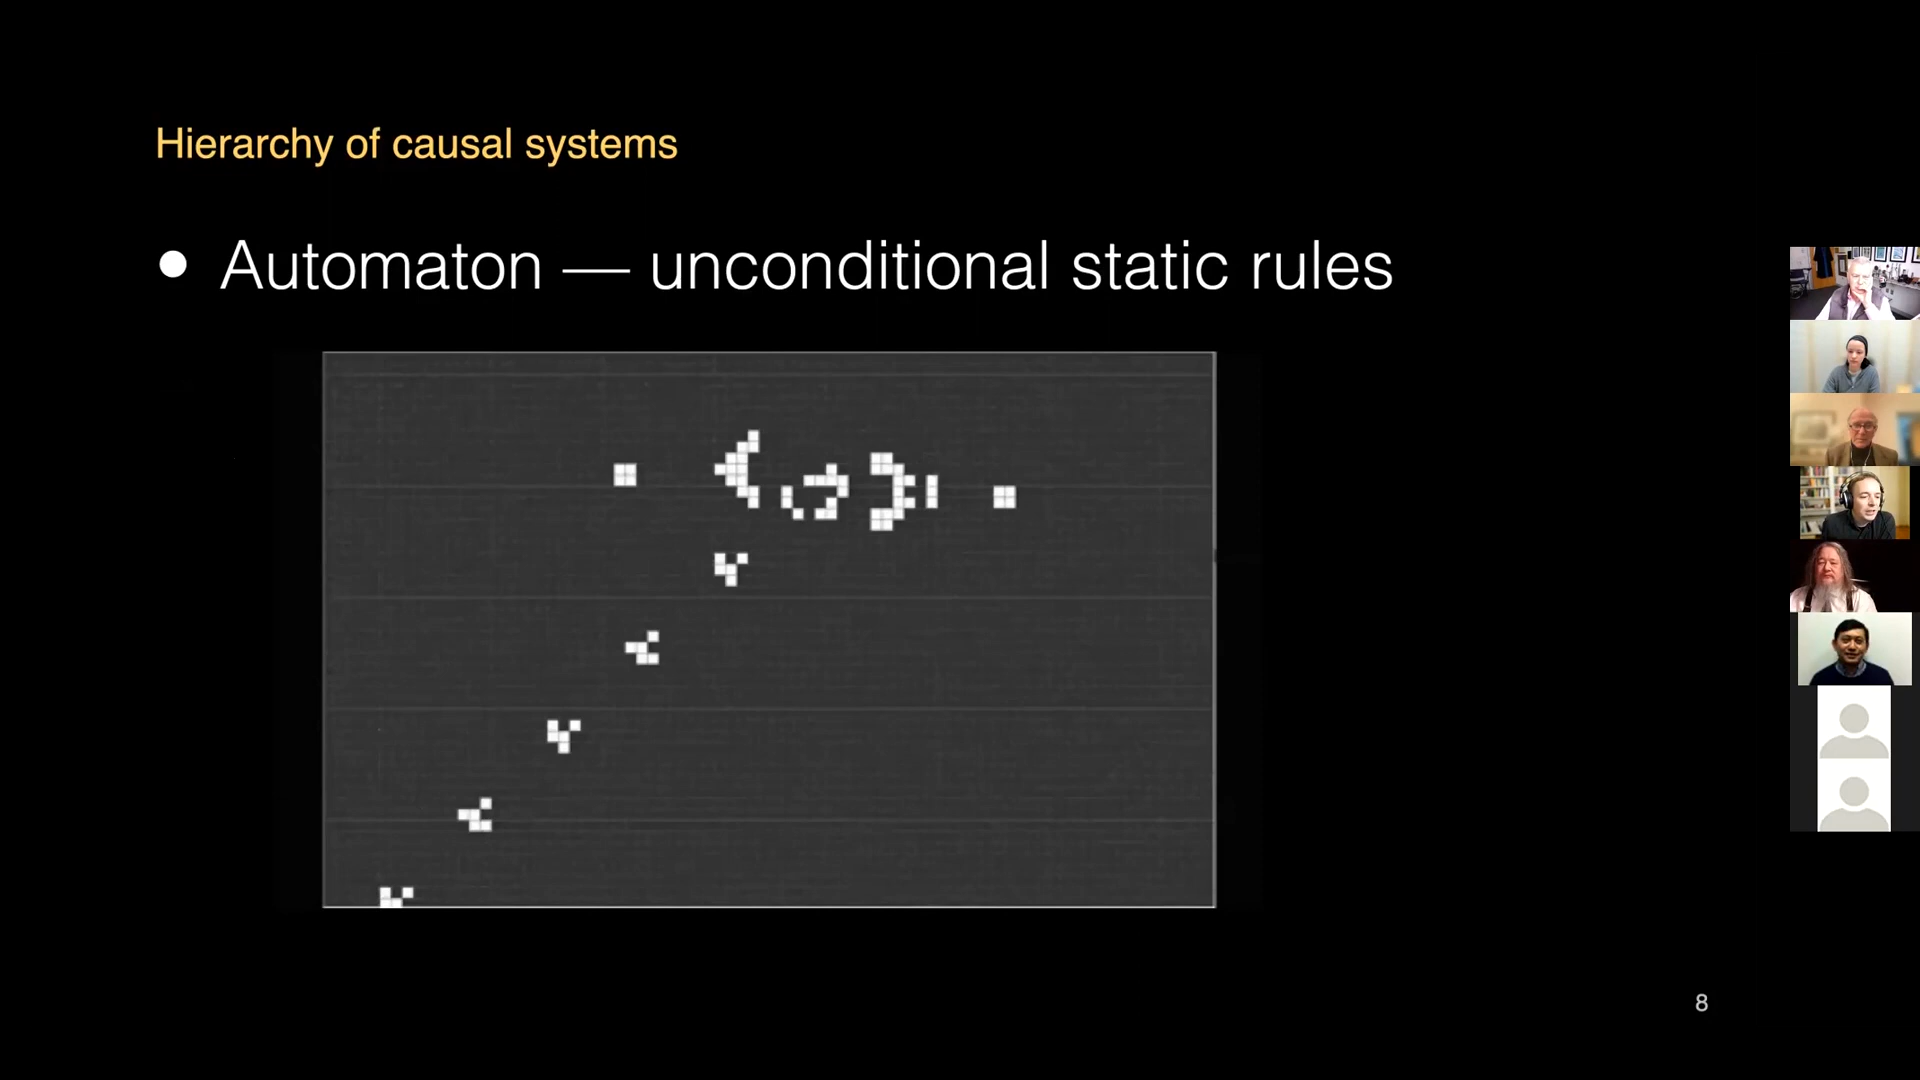 Hierarchy of causal systems
• Automaton — unconditional static rules
8